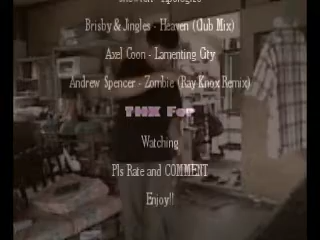 Brisby & Jingles - Heaven (Club Mix)
Axel Coon - Lamenting City
Andrew Spencer - Zombie (Ray Knox Remix)
THX For
Watching
Pls Rate and COMMENT
Enjoy!!